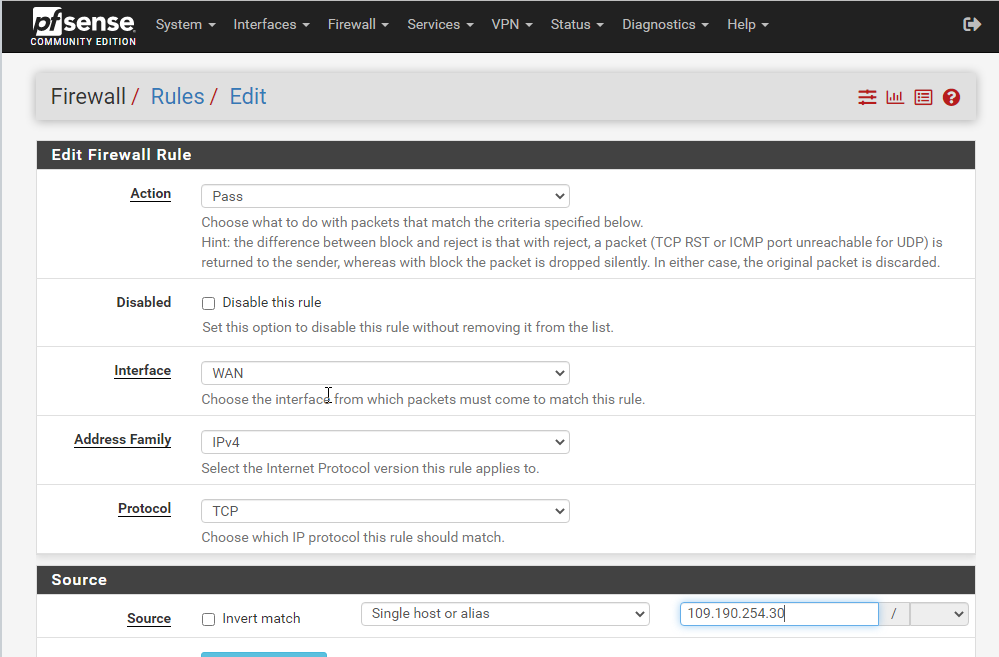 pfsense
COMMUNITY EDITION
System Interfaces Firewall Services VPN Status Diagnostics Help
Firewall / Rules / Edit
Edit Firewall Rule
Action
Pass
Choose what to do with packets that match the criteria specified below.
Hint: the difference between block and reject is that with reject, a packet (TCP RST or ICMP port unreachable for UDP) is
returned to the sender, whereas with block the packet is dropped silently. In either case, the original packet is discarded.
Disabled
Disable this rule
Set this option to disable this rule without removing it from the list.
Interface
WAN
Choose the interface from which packets must come to match this rule.
Address Family
IPv4
Select the Internet Protocol version this rule applies to.
Protocol
TCP
Choose which IP protocol this rule should match.
Source
Source Invert match Single host or alias 109.190.254.30 /